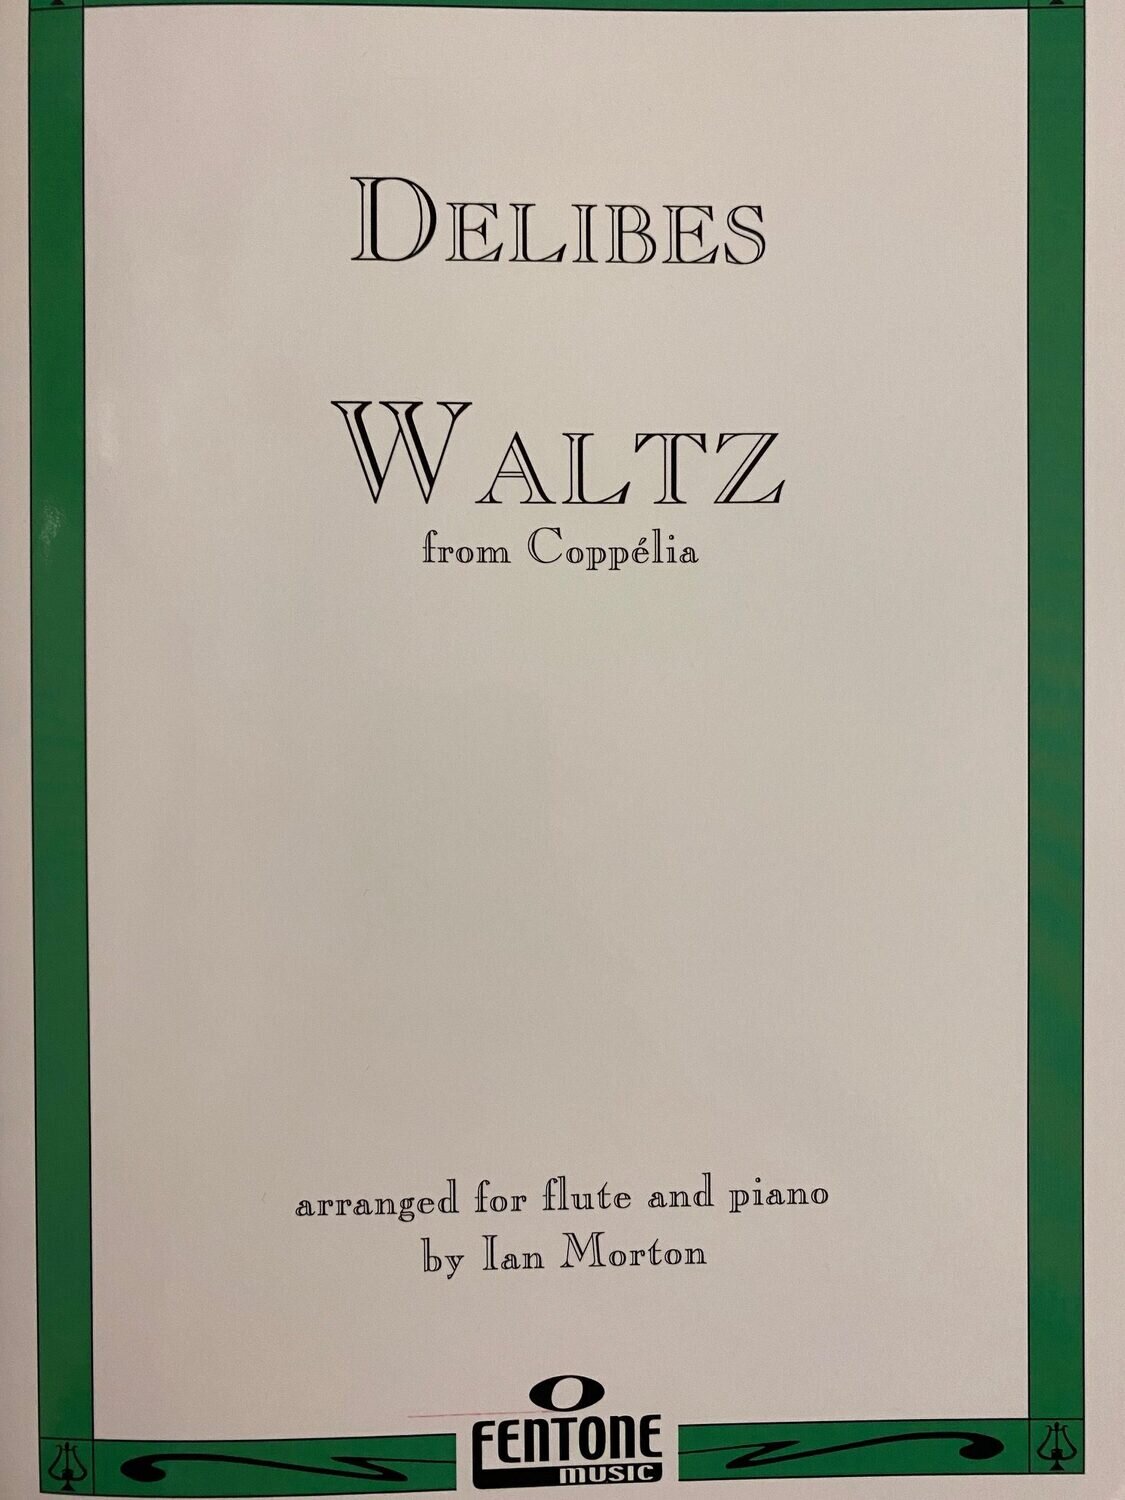 DELIBES
WALTZ
from Coppélia
arranged for flute and piano
by Ian Morton
FENTONE
MUSIC